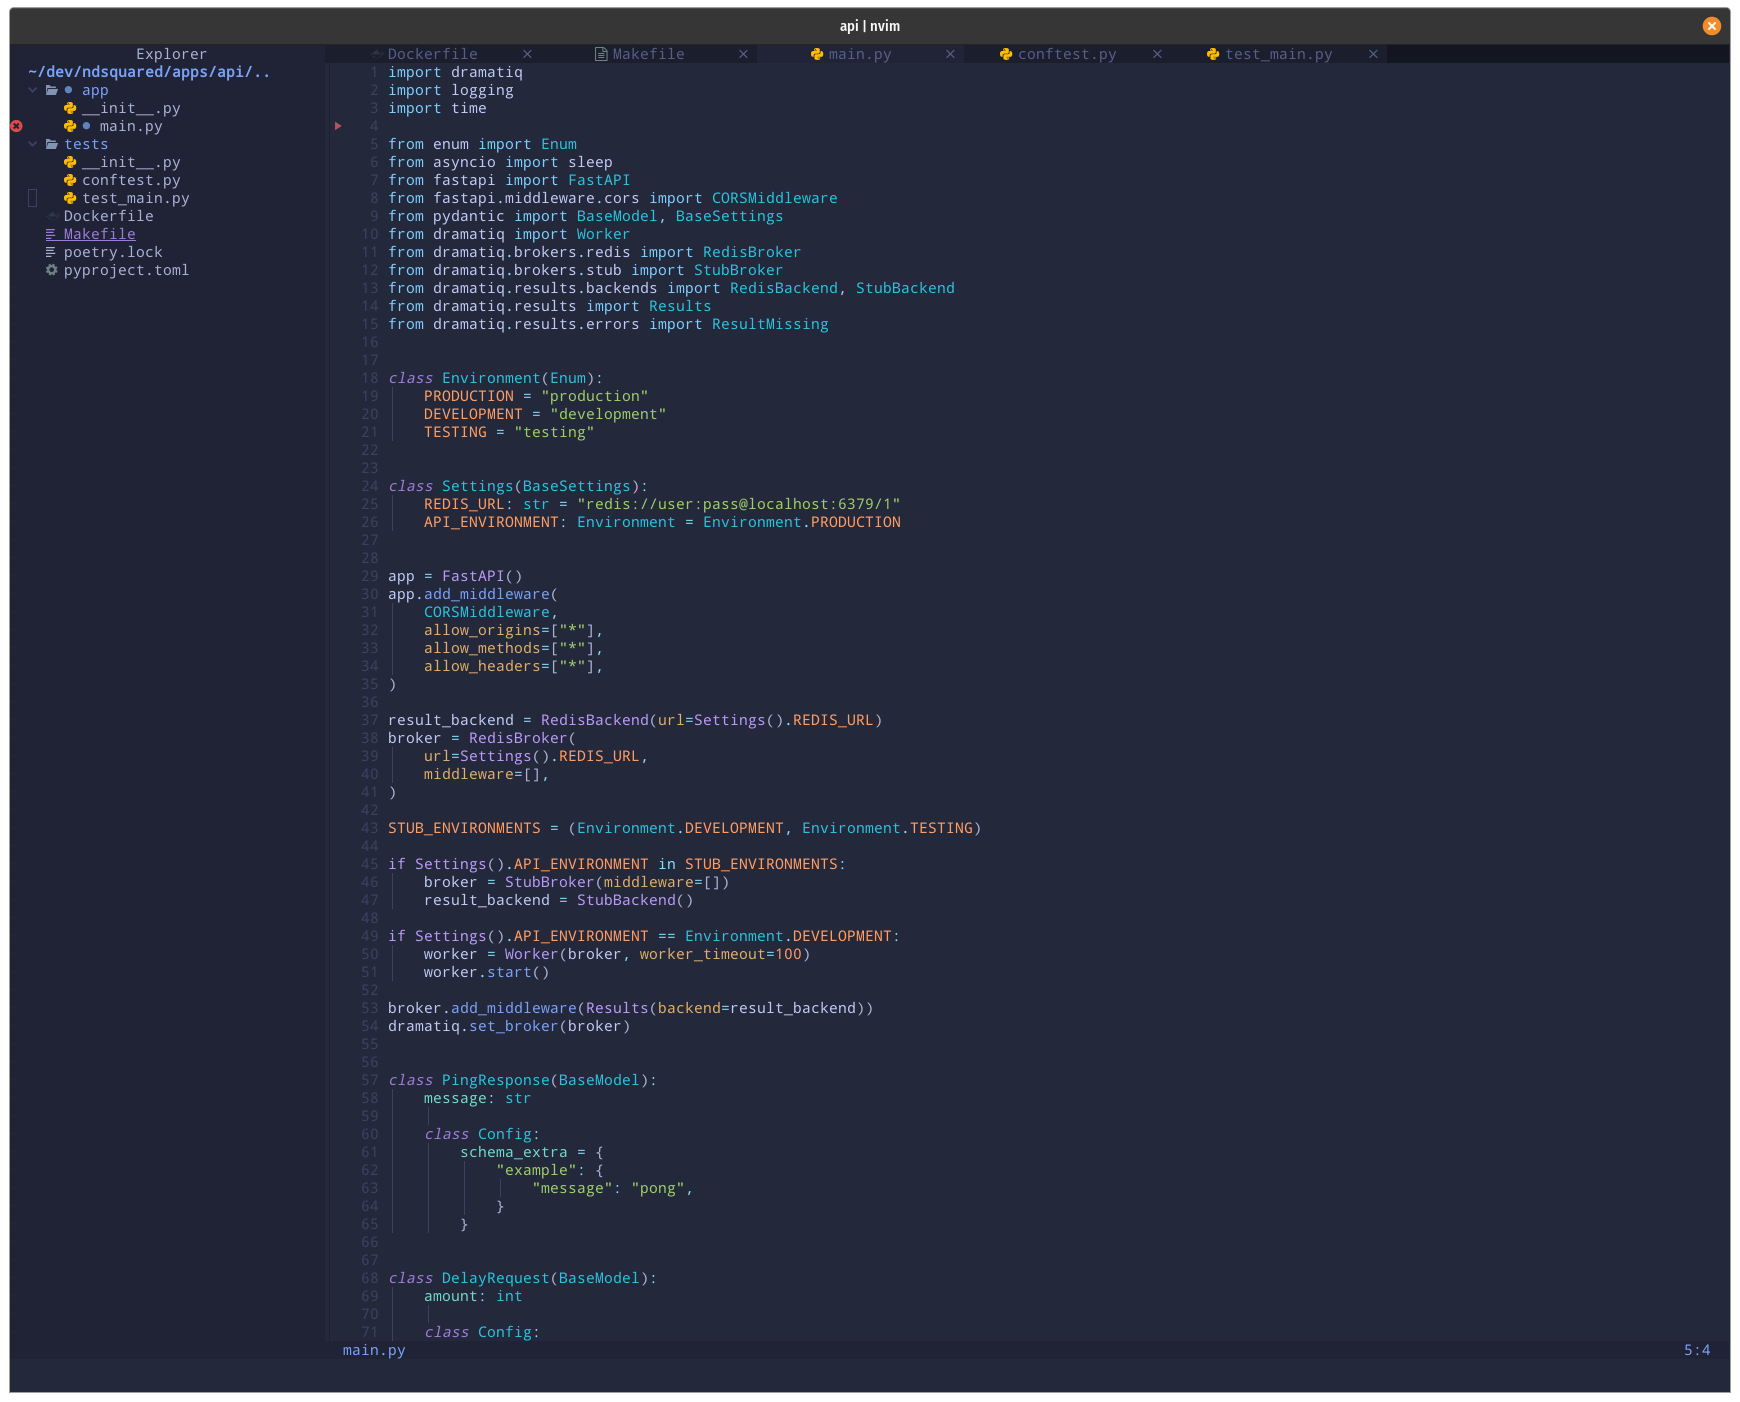 api | nvim
Explorer
~/dev/ndsquared/apps/api/..
app
__init__.py
main.py
tests
__init__.py
conftest.py
test_main.py
Dockerfile
Makefile
poetry.lock
pyproject.toml
Dockerfile × Makefile × main.py × conftest.py × test_main.py ×
1 import dramatiq
2 import logging
3 import time
4
5 from enum import Enum
6 from asyncio import sleep
7 from fastapi import FastAPI
8 from fastapi.middleware.cors import CORSMiddleware
9 from pydantic import BaseModel, BaseSettings
10 from dramatiq import Worker
11 from dramatiq.brokers.redis import RedisBroker
12 from dramatiq.brokers.stub import StubBroker
13 from dramatiq.results.backends import RedisBackend, StubBackend
14 from dramatiq.results import Results
15 from dramatiq.results.errors import ResultMissing
16
17
18 class Environment(Enum):
19     PRODUCTION = "production"
20     DEVELOPMENT = "development"
21     TESTING = "testing"
22
23
24 class Settings(BaseSettings):
25     REDIS_URL: str = "redis://user:pass@localhost:6379/1"
26     API_ENVIRONMENT: Environment = Environment.PRODUCTION
27
28
29 app = FastAPI()
30 app.add_middleware(
31     CORSMiddleware,
32     allow_origins=["*"],
33     allow_methods=["*"],
34     allow_headers=["*"],
35 )
36
37 result_backend = RedisBackend(url=Settings().REDIS_URL)
38 broker = RedisBroker(
39     url=Settings().REDIS_URL,
40     middleware=[],
41 )
42
43 STUB_ENVIRONMENTS = (Environment.DEVELOPMENT, Environment.TESTING)
44
45 if Settings().API_ENVIRONMENT in STUB_ENVIRONMENTS:
46     broker = StubBroker(middleware=[])
47     result_backend = StubBackend()
48
49 if Settings().API_ENVIRONMENT == Environment.DEVELOPMENT:
50     worker = Worker(broker, worker_timeout=100)
51     worker.start()
52
53 broker.add_middleware(Results(backend=result_backend))
54 dramatiq.set_broker(broker)
55
56
57 class PingResponse(BaseModel):
58     message: str
59
60     class Config:
61         schema_extra = {
62             "example": {
63                 "message": "pong",
64             }
65         }
66
67
68 class DelayRequest(BaseModel):
69     amount: int
70
71     class Config:
main.py 5:4